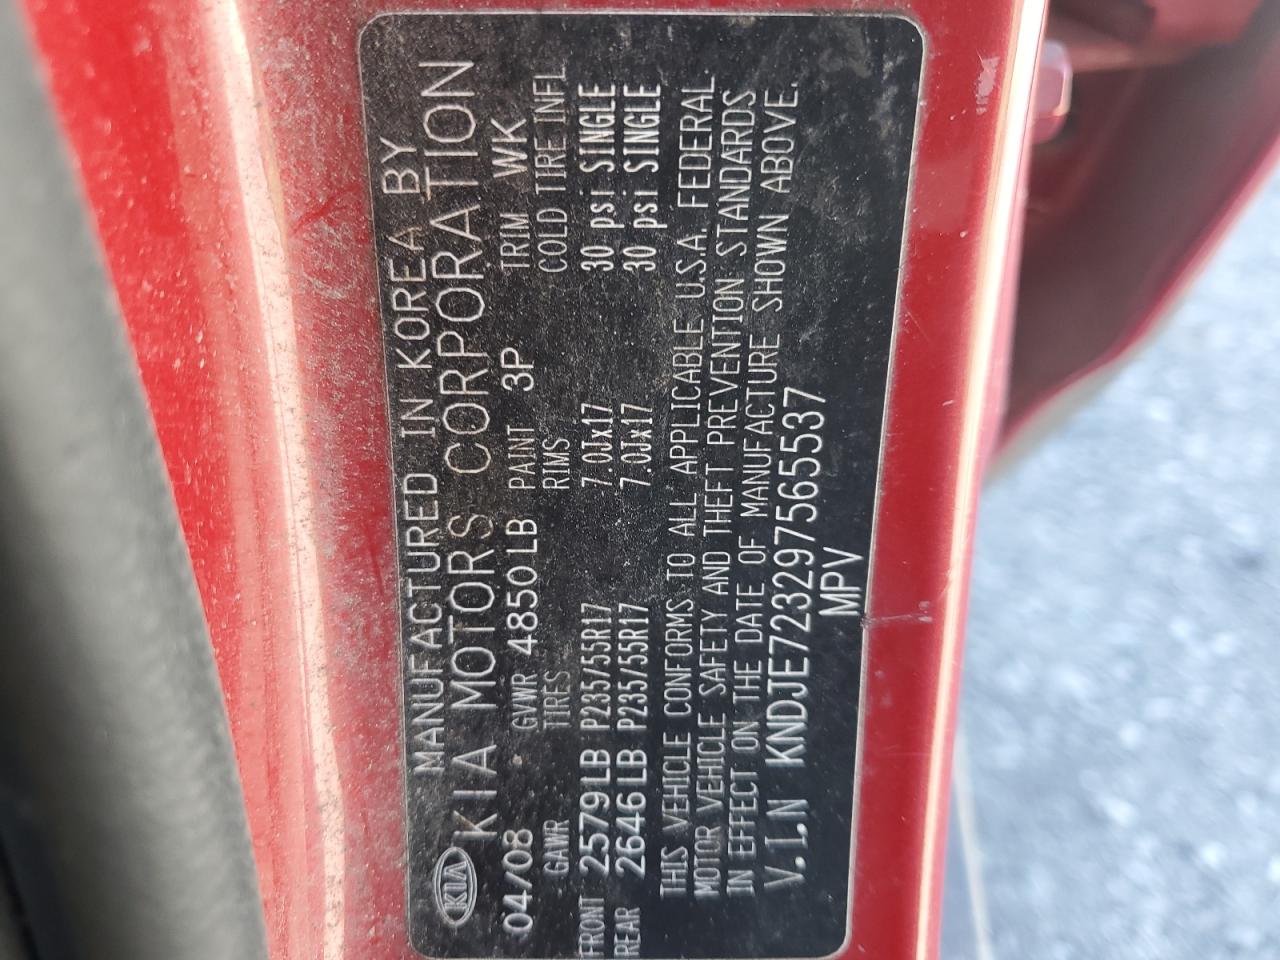 MANUFACTURED IN KOREA BY
KIA KIA MOTORS CORPORATION
04/08 GVWR 4850LB PAINT 3P TRIM WK
GAWR TIRES RIMS COLD TIRE INFL
FRONT 2579LB P235/55R17 7.0Jx17 30 psi SINGLE
REAR 2646LB P235/55R17 7.0Jx17 30 psi SINGLE
THIS VEHICLE CONFORMS TO ALL APPLICABLE U.S.A. FEDERAL
MOTOR VEHICLE SAFETY AND THEFT PREVENTION STANDARDS
IN EFFECT ON THE DATE OF MANUFACTURE SHOWN ABOVE.
V.I.N KNDJE723297565537
MPV